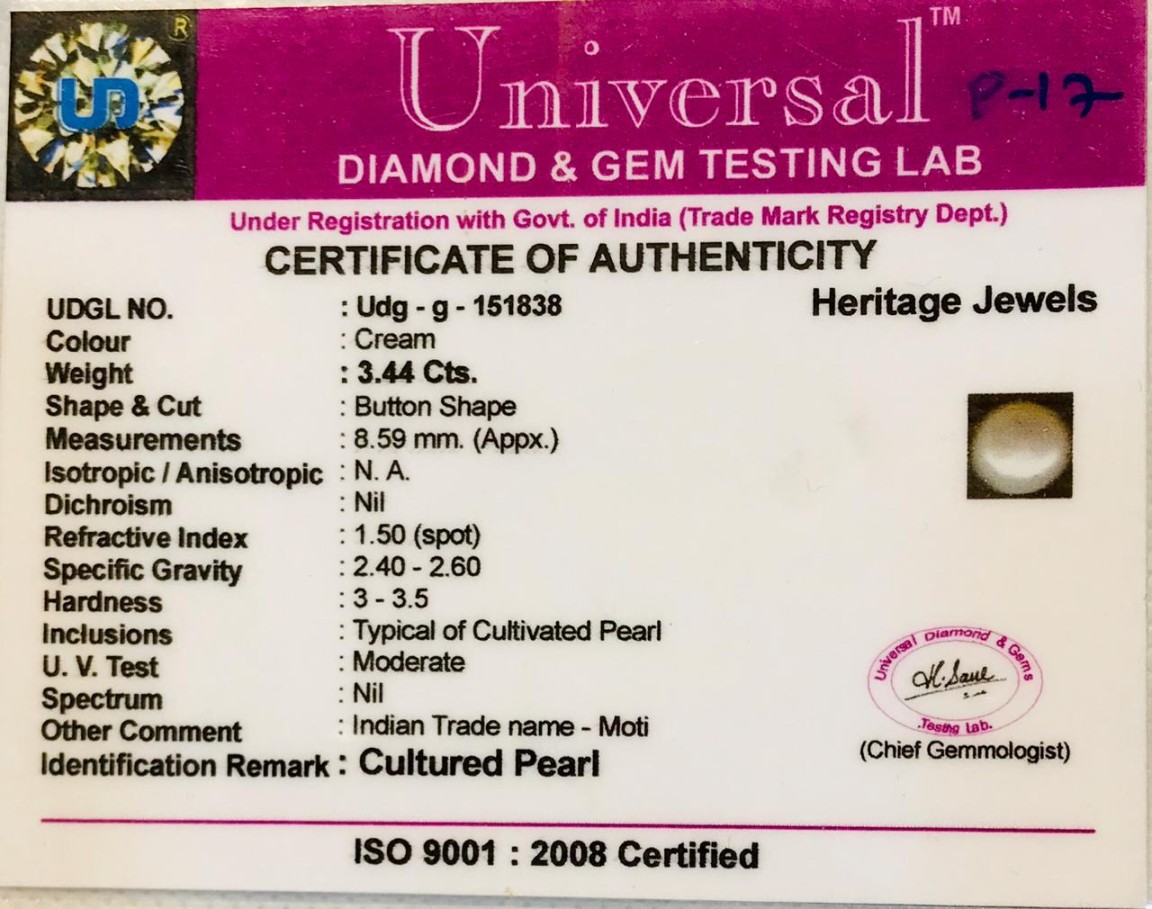 UD ®
Universal™ P-17
DIAMOND & GEM TESTING LAB
Under Registration with Govt. of India (Trade Mark Registry Dept.)
CERTIFICATE OF AUTHENTICITY
Heritage Jewels
UDGL NO. : Udg - g - 151838
Colour : Cream
Weight : 3.44 Cts.
Shape & Cut : Button Shape
Measurements : 8.59 mm. (Appx.)
Isotropic / Anisotropic : N. A.
Dichroism : Nil
Refractive Index : 1.50 (spot)
Specific Gravity : 2.40 - 2.60
Hardness : 3 - 3.5
Inclusions : Typical of Cultivated Pearl
U. V. Test : Moderate
Spectrum : Nil
Other Comment : Indian Trade name - Moti
Identification Remark : Cultured Pearl
Universal Diamond & Gems
Testing Lab.
(Chief Gemmologist)
ISO 9001 : 2008 Certified